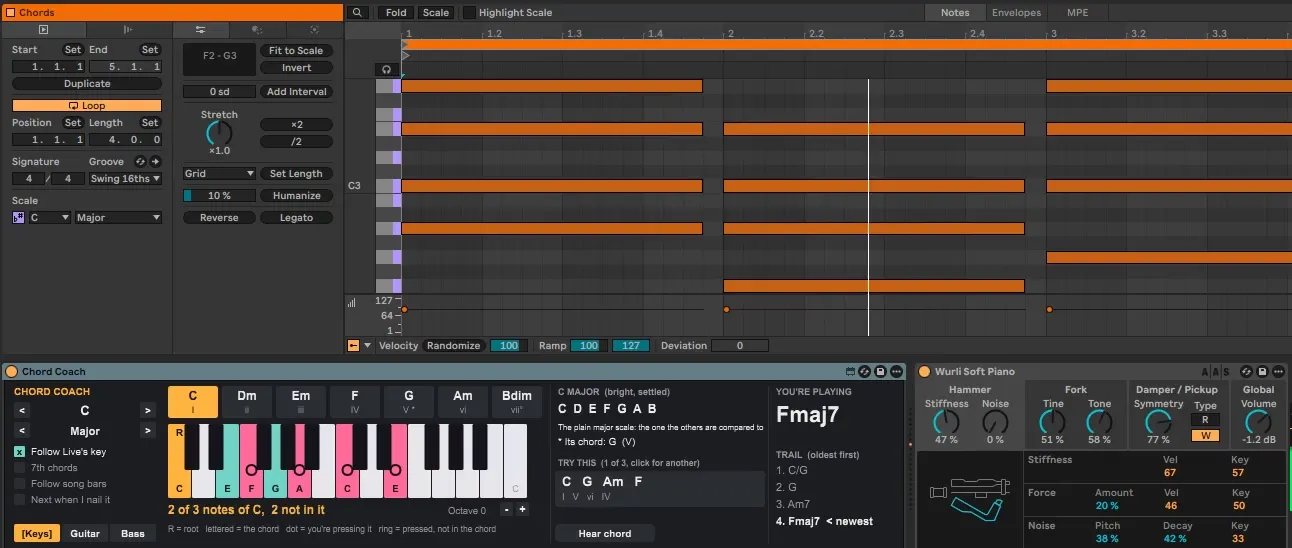 Chords
Fold Scale Highlight Scale
Notes Envelopes MPE
Start Set End Set
1. 1. 1 5. 1. 1
Duplicate
Loop
Position Set Length Set
1. 1. 1 4. 0. 0
Signature Groove
4 / 4 Swing 16ths
Scale
b# C Major
F2 - G3
Fit to Scale
Invert
0 sd Add Interval
Stretch
×1.0
×2
/2
Grid Set Length
10 % Humanize
Reverse Legato
1 1.2 1.3 1.4 2 2.2 2.3 2.4 3 3.2 3.3
C3
127
64
1
Velocity Randomize 100 Ramp 100 127 Deviation 0
Chord Coach
CHORD COACH
< C >
< Major >
x Follow Live's key
7th chords
Follow song bars
Next when I nail it
[Keys] Guitar Bass
C Dm Em F G Am Bdim
I ii iii IV V * vi vii°
R
C E F G A C E C
2 of 3 notes of C, 2 not in it
Octave 0 - +
R = root lettered = the chord dot = you're pressing it ring = pressed, not in the chord
C MAJOR (bright, settled)
C D E F G A B
The plain major scale: the one the others are compared to
* Its chord: G (V)
TRY THIS (1 of 3, click for another)
C G Am F
I V vi IV
Hear chord
YOU'RE PLAYING
Fmaj7
TRAIL (oldest first)
1. C/G
2. G
3. Am7
4. Fmaj7 < newest
Wurli Soft Piano
A A S
Hammer Fork Damper / Pickup Global
Stiffness Noise Tine Tone Symmetry Type Volume
R
W
47 % 0 % 51 % 58 % 77 % -1.2 dB
Stiffness Vel Key
67 57
Force Amount Vel Key
20 % 46 50
Noise Pitch Decay Key
38 % 42 % 33